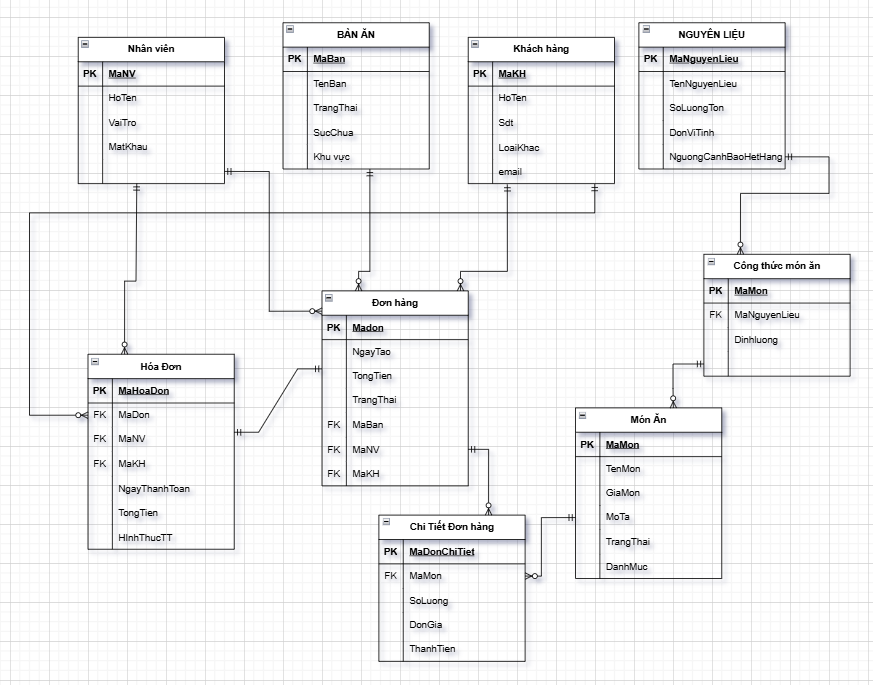 Nhân viên
PK MaNV
HoTen
VaiTro
MatKhau
BẢN ĂN
PK MaBan
TenBan
TrangThai
SucChua
Khu vực
Khách hàng
PK MaKH
HoTen
Sdt
LoaiKhac
email
NGUYÊN LIỆU
PK MaNguyenLieu
TenNguyenLieu
SoLuongTon
DonViTinh
NguongCanhBaoHetHang
Công thức món ăn
PK MaMon
FK MaNguyenLieu
Dinhluong
Đơn hàng
PK Madon
NgayTao
TongTien
TrangThai
FK MaBan
FK MaNV
FK MaKH
Hóa Đơn
PK MaHoaDon
FK MaDon
FK MaNV
FK MaKH
NgayThanhToan
TongTien
HInhThucTT
Món Ăn
PK MaMon
TenMon
GiaMon
MoTa
TrangThai
DanhMuc
Chi Tiết Đơn hàng
PK MaDonChiTiet
FK MaMon
SoLuong
DonGia
ThanhTien